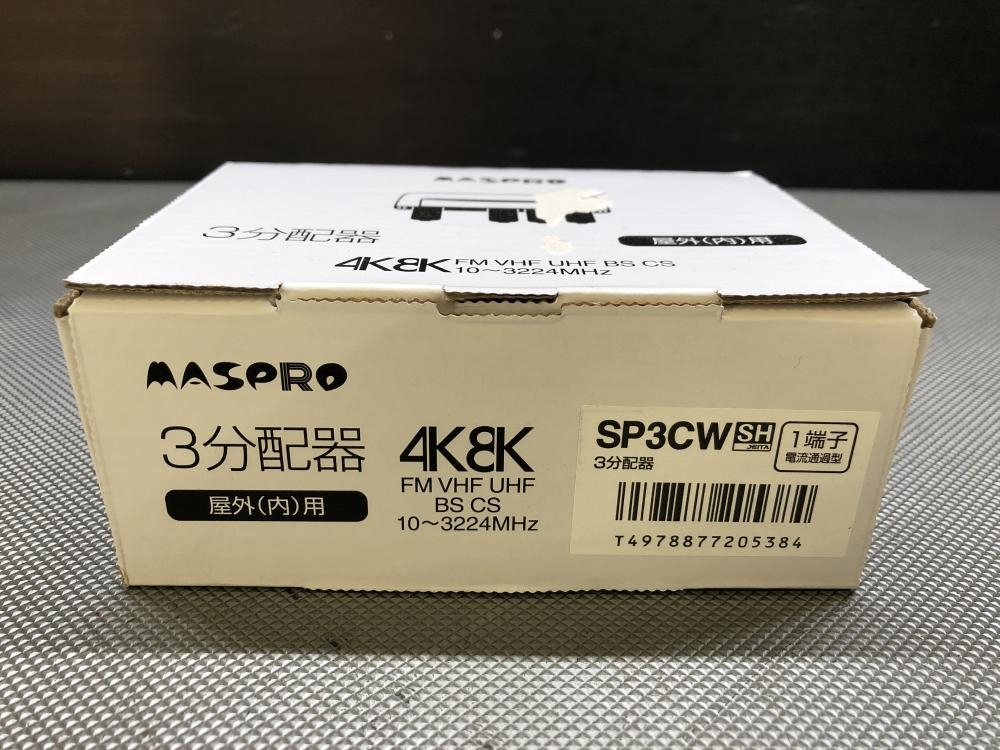 MASPRO
3分配器
屋外(内)用
4K8K FM VHF UHF BS CS
10〜3224MHz
MASPRO
3分配器
屋外(内)用
4K8K
FM VHF UHF
BS CS
10〜3224MHz
SP3CW SH JEITA
3分配器
1端子
電流通過型
T4978877205384